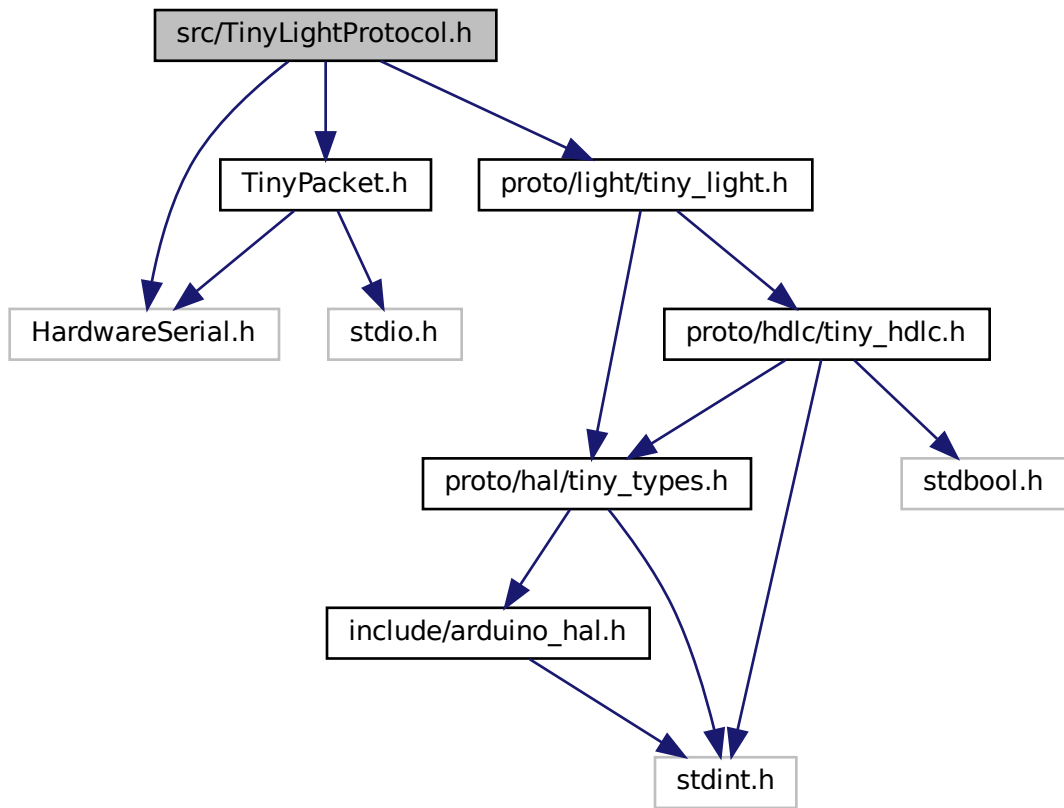 src/TinyLightProtocol.h
TinyPacket.h
proto/light/tiny_light.h
HardwareSerial.h
stdio.h
proto/hdlc/tiny_hdlc.h
proto/hal/tiny_types.h
stdbool.h
include/arduino_hal.h
stdint.h